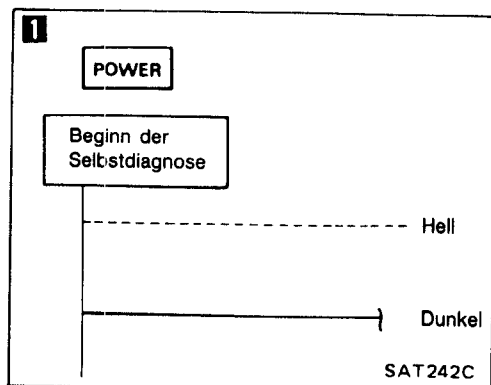 1
POWER
Beginn der
Selbstdiagnose
Hell
Dunkel
SAT242C